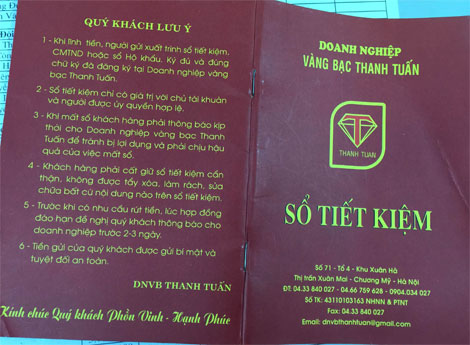 QUÝ KHÁCH LƯU Ý
1 - Khi lĩnh tiền, người gửi xuất trình sổ tiết kiệm,
CMTND hoặc sổ Hộ khẩu. Ký đủ và đúng
chữ ký đã đăng ký tại Doanh nghiệp vàng
bạc Thanh Tuấn.
2 - Sổ tiết kiệm chỉ có giá trị với chủ tài khuản
và người được ủy quyền hợp lệ.
3 - Khi mất sổ khách hàng phải thông báo kịp
thời cho Doanh nghiệp vàng bạc Thanh
Tuấn để tránh bị lợi dụng và phải chịu hậu
quả của việc mất sổ.
4 - Khách hàng phải cất giữ sổ tiết kiệm cẩn
thận, không được tẩy xóa, làm rách, sửa
chữa bất cứ nội dung nào trên sổ tiết kiệm.
5 - Trước khi có nhu cầu rút tiền, lúc hợp đồng
đáo hạn đề nghị quý khách thông báo cho
doanh nghiệp trước 2-3 ngày.
6 - Tiền gửi của quý khách được gửi bí mật và
tuyệt đối an toàn.
DNVB THANH TUẤN
Kính chúc Quý khách Phồn Vinh - Hạnh Phúc
DOANH NGHIỆP
VÀNG BẠC THANH TUẤN
THANH TUAN
SỔ TIẾT KIỆM
Số 71 - Tổ 4 - Khu Xuân Hà
Thị trấn Xuân Mai - Chương Mỹ - Hà Nội
ĐT: 04.33 840 027 - 04.66 759 628 - 0904.034 027
Số TK: 43110103163 NHNN & PTNT
Fax: 04.33 840 027
Email: dnvbthanhtuan@gmail.com